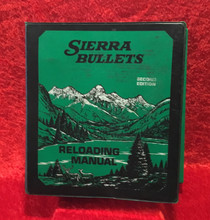 SIERRA
BULLETS
SECOND
EDITION
RELOADING
MANUAL